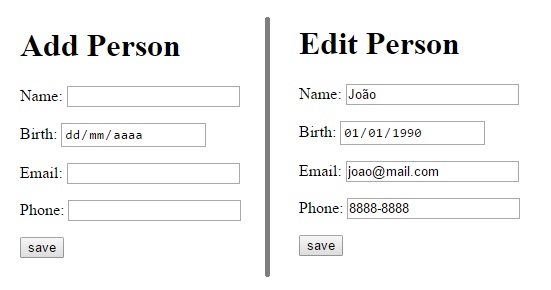 Add Person
Name:
Birth: dd/mm/aaaa
Email:
Phone:
save
Edit Person
Name: João
Birth: 01/01/1990
Email: joao@mail.com
Phone: 8888-8888
save